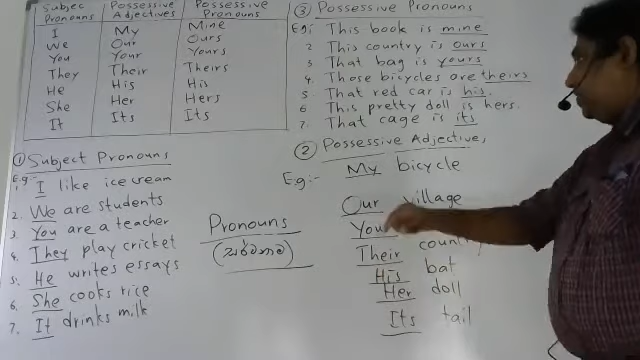 Subject Pronouns | Possessive Adjectives | Possessive Pronouns
I | My | Mine
We | Our | Ours
You | Your | Yours
They | Their | Theirs
He | His | His
She | Her | Hers
It | Its | Its
① Subject Pronouns
E.g:- I like ice cream
2. We are students
3. You are a teacher
4. They play cricket
5. He writes essays
6. She cooks rice
7. It drinks milk
Pronouns
③ Possessive Pronouns
Eg:- This book is mine
2 This country is ours
3 That bag is yours
4. Those bicycles are theirs
5 That red car is his.
6 This pretty doll is hers.
7. That cage is its
② Possessive Adjective,
E.g:- My bicycle
Our village
You
Their
His bat
Her doll
Its tail